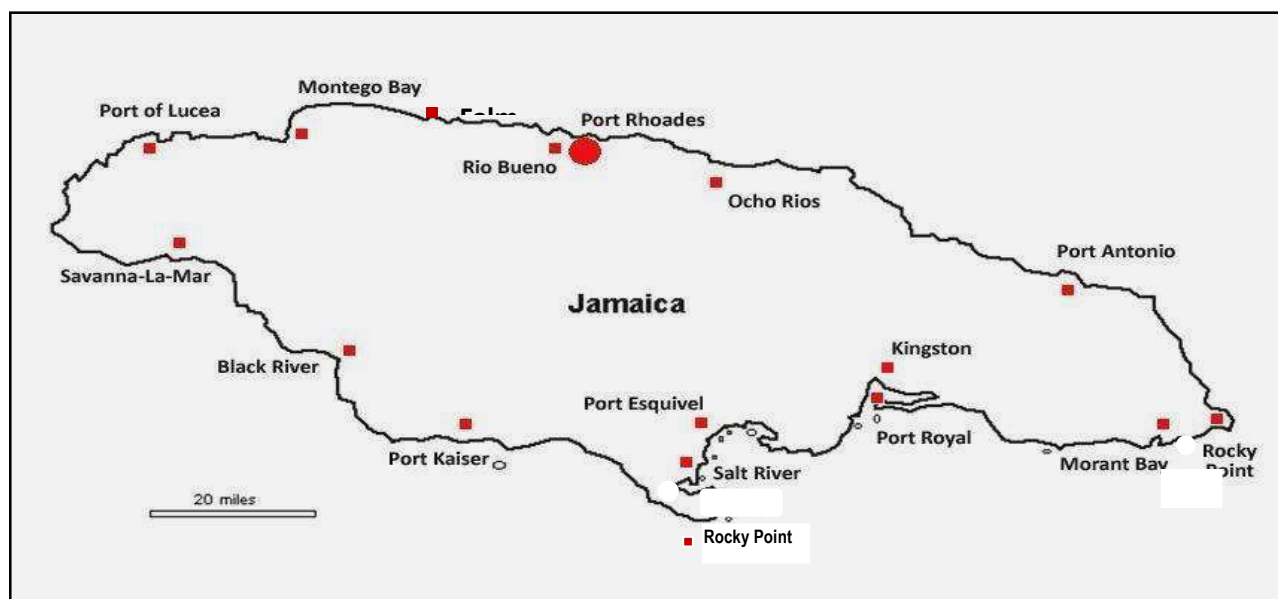 Montego Bay
Port of Lucea
Port Rhoades
Rio Bueno
Ocho Rios
Port Antonio
Savanna-La-Mar
Jamaica
Kingston
Black River
Port Esquivel
Port Royal
Port Kaiser
Salt River
Morant Bay
Rocky
Point
20 miles
Rocky Point